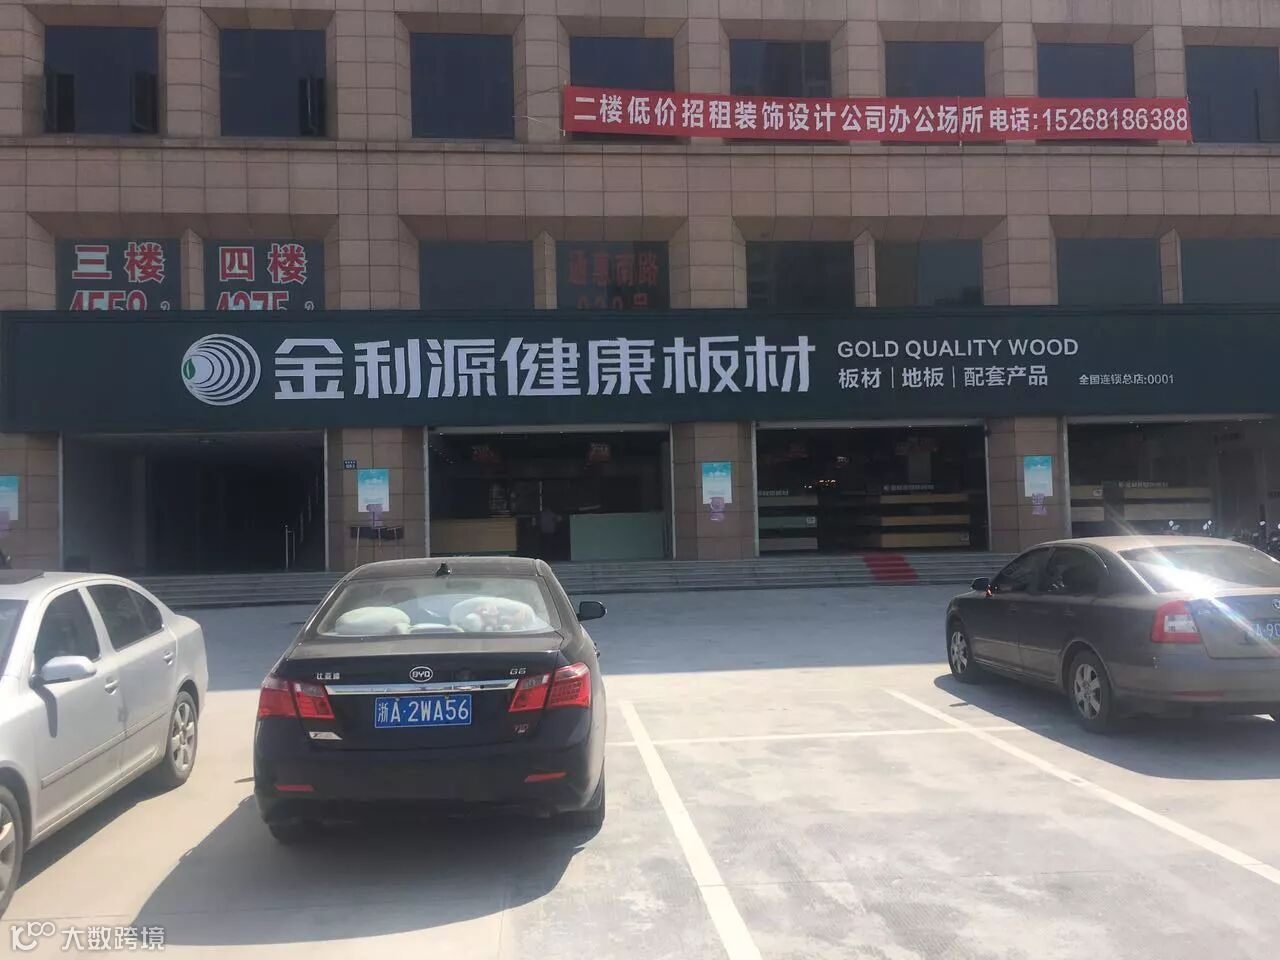 二楼低价招租装饰设计公司办公场所 电话:15268186388
三楼
四楼
通惠南路
金利源健康板材
GOLD QUALITY WOOD
板材|地板|配套产品
全国连锁总店:0001
比亚迪
BYD
G6
浙A·2WA56
大数跨境